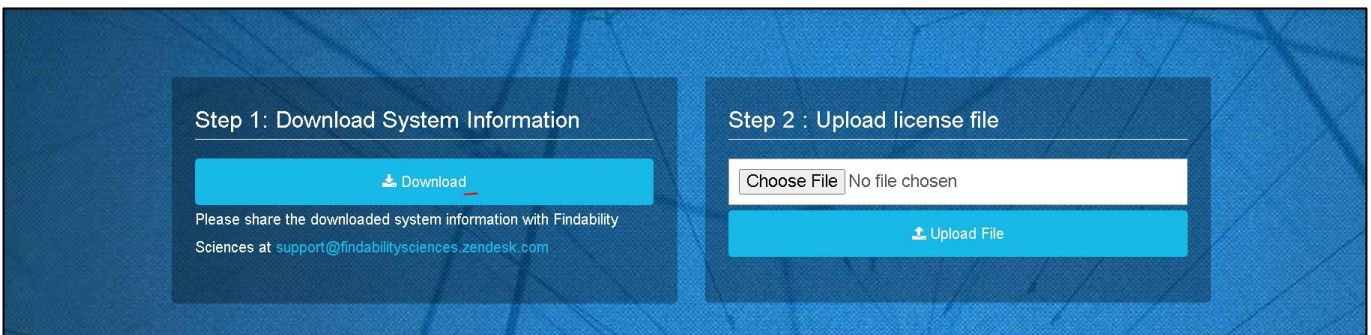 Step 1: Download System Information
Download
Please share the downloaded system information with Findability
Sciences at support@findabilitysciences.zendesk.com
Step 2 : Upload license file
Choose File No file chosen
Upload File